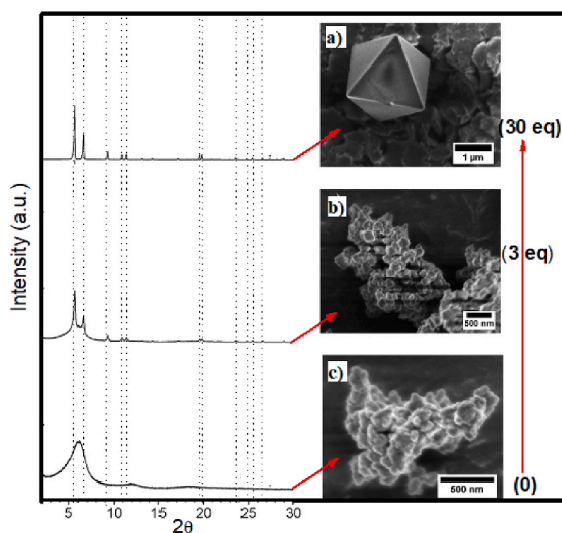 a)
(30 eq)
1 µm
b)
(3 eq)
500 nm
c)
500 nm
(0)
Intensity (a.u.)
5 10 15 20 25 30
2θ